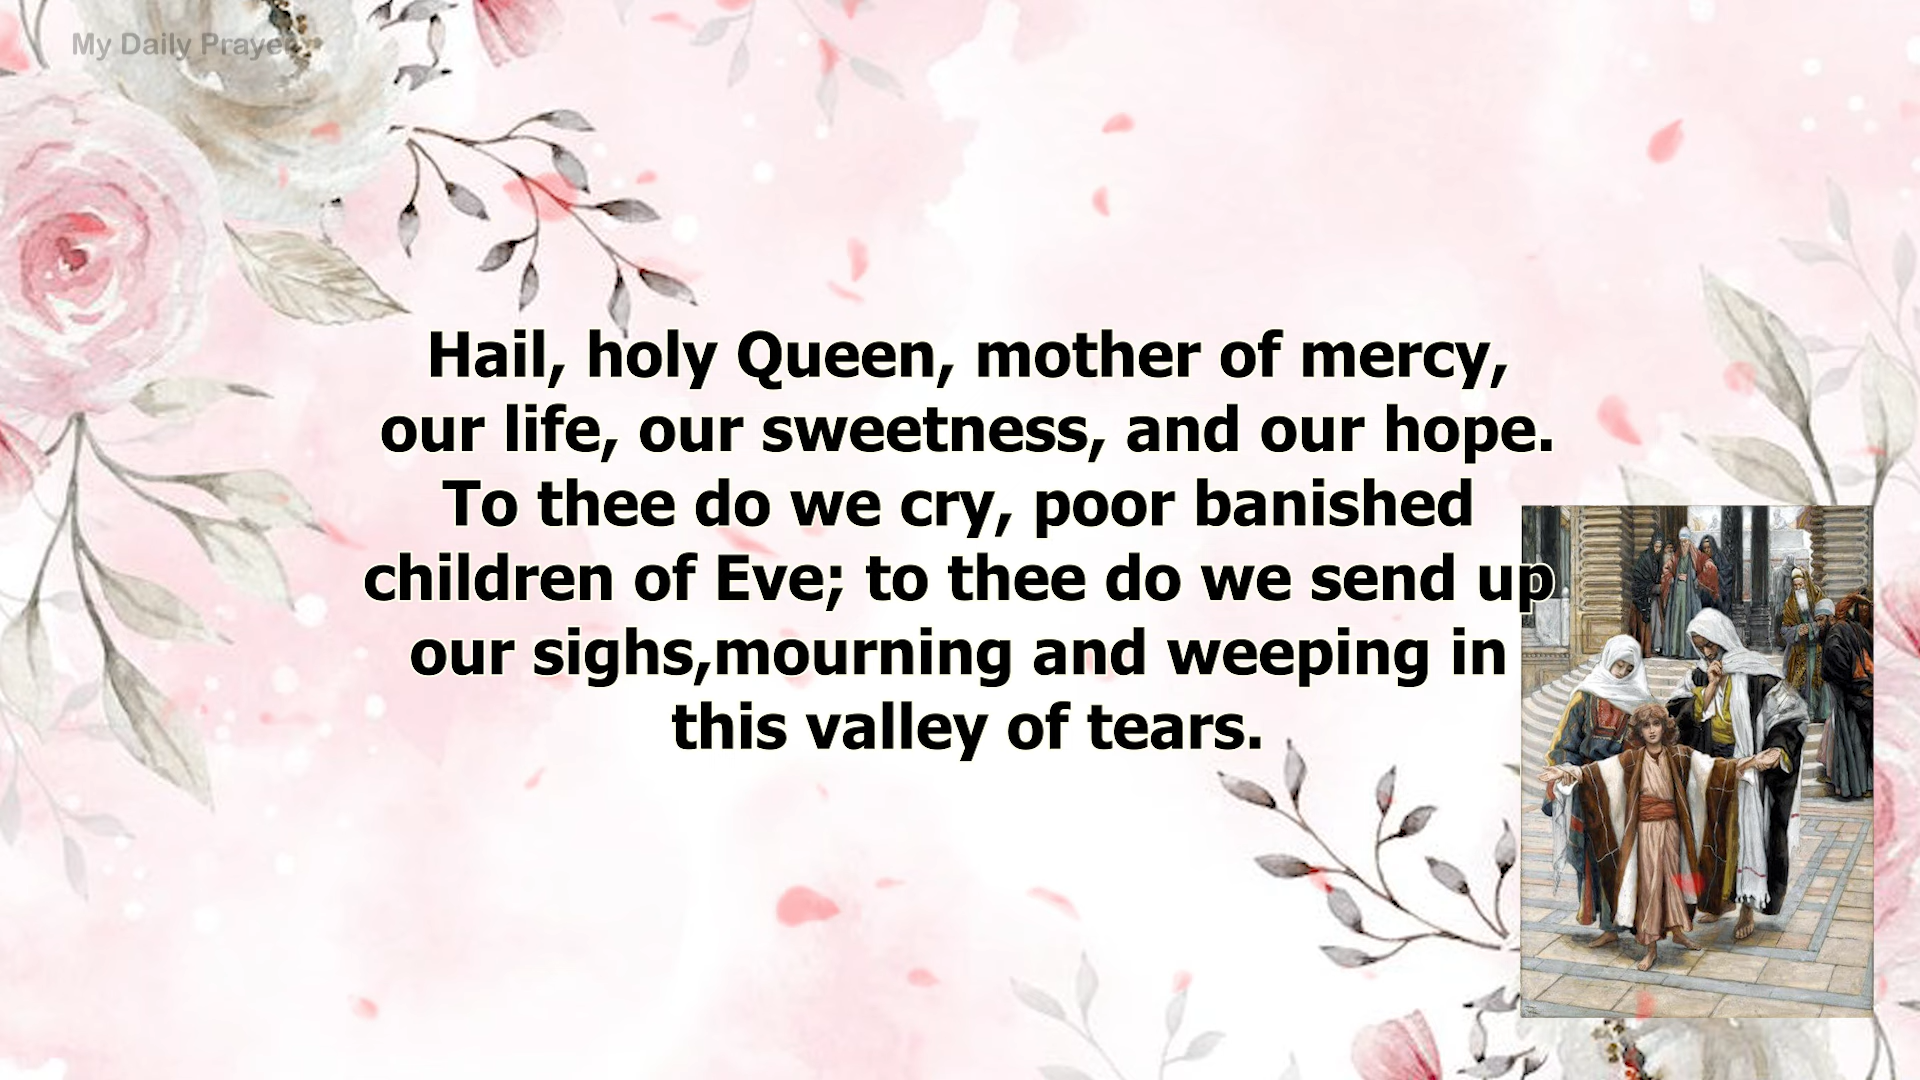 My Daily Prayer
Hail, holy Queen, mother of mercy,
our life, our sweetness, and our hope.
To thee do we cry, poor banished
children of Eve; to thee do we send up
our sighs,mourning and weeping in
this valley of tears.